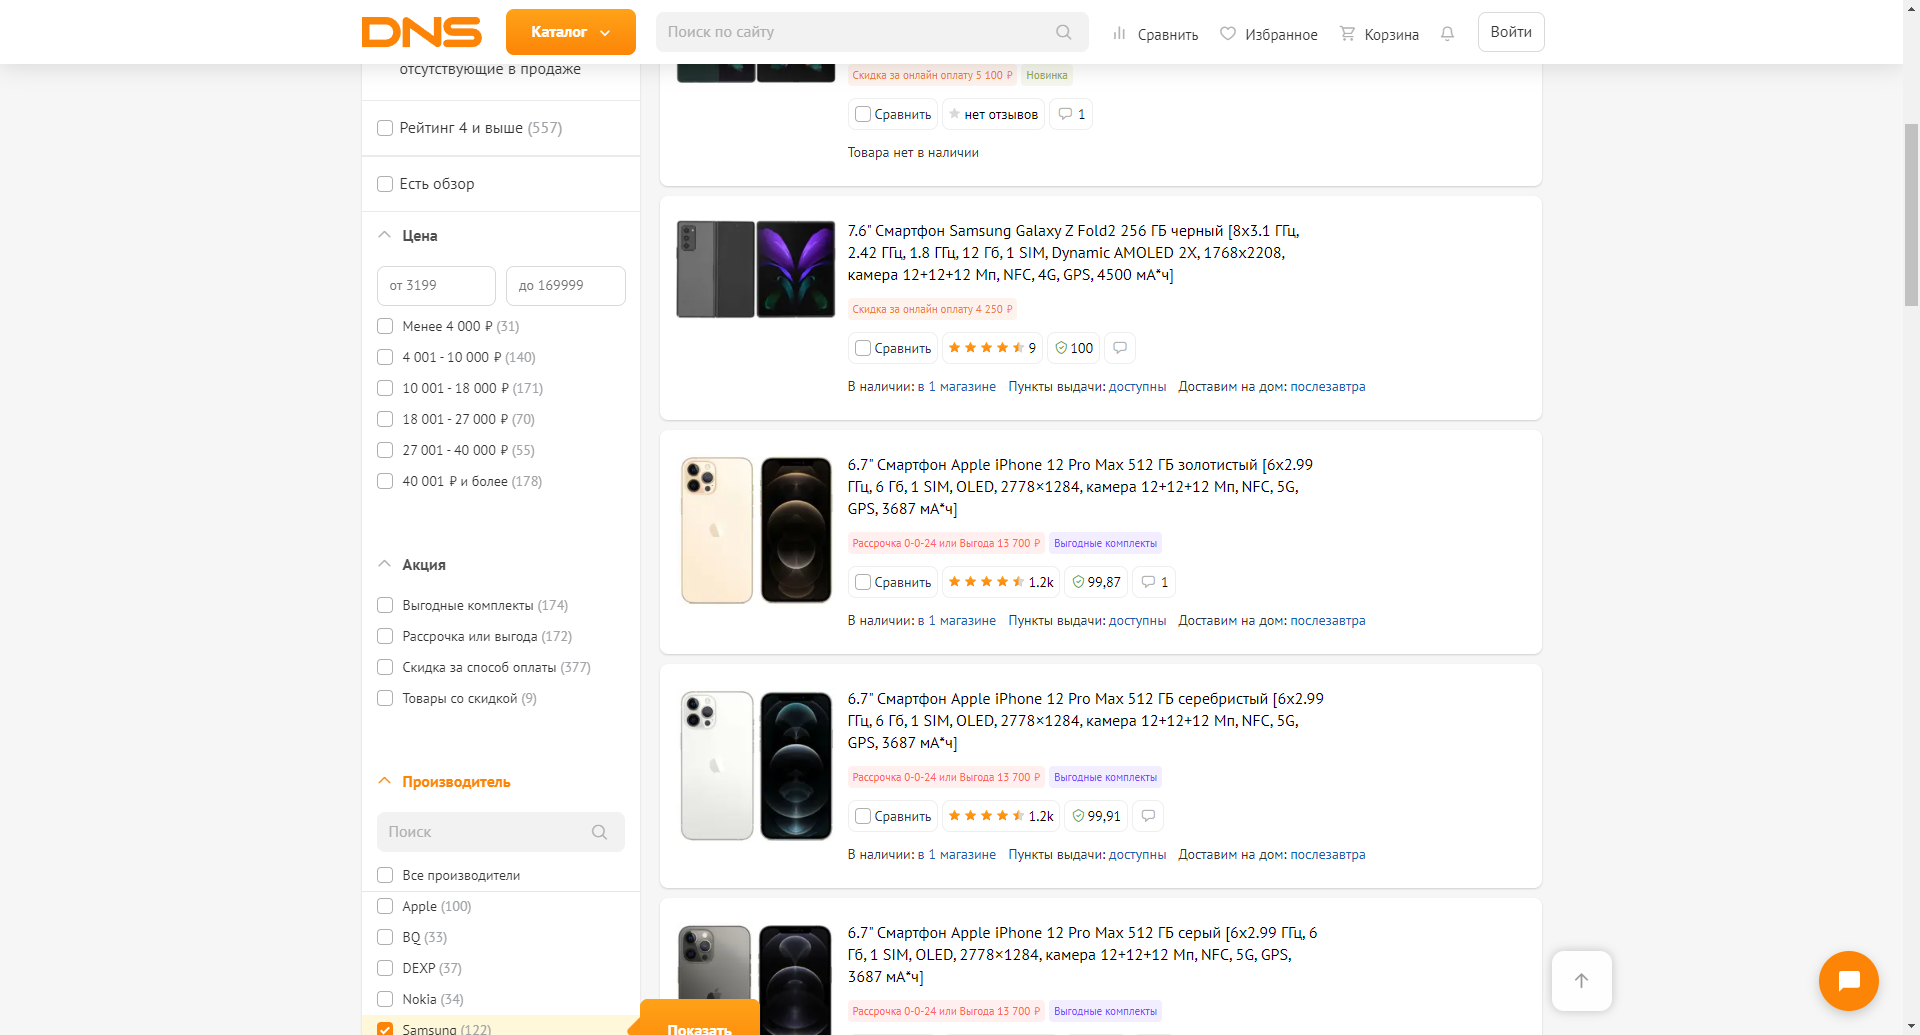 DNS
Каталог
Поиск по сайту
Сравнить
Избранное
Корзина
Войти
отсутствующие в продаже
Рейтинг 4 и выше (557)
Есть обзор
Цена
от 3199
до 169999
Менее 4 000 ₽ (31)
4 001 - 10 000 ₽ (140)
10 001 - 18 000 ₽ (171)
18 001 - 27 000 ₽ (70)
27 001 - 40 000 ₽ (55)
40 001 ₽ и более (178)
Акция
Выгодные комплекты (174)
Рассрочка или выгода (172)
Скидка за способ оплаты (377)
Товары со скидкой (9)
Производитель
Поиск
Все производители
Apple (100)
BQ (33)
DEXP (37)
Nokia (34)
Samsung (122)
Показать
Скидка за онлайн оплату 5 100 ₽ Новинка
Сравнить нет отзывов 1
Товара нет в наличии
7.6" Смартфон Samsung Galaxy Z Fold2 256 ГБ черный [8x3.1 ГГц,
2.42 ГГц, 1.8 ГГц, 12 Гб, 1 SIM, Dynamic AMOLED 2X, 1768x2208,
камера 12+12+12 Мп, NFC, 4G, GPS, 4500 мА*ч]
Скидка за онлайн оплату 4 250 ₽
Сравнить 9 100
В наличии: в 1 магазине Пункты выдачи: доступны Доставим на дом: послезавтра
6.7" Смартфон Apple iPhone 12 Pro Max 512 ГБ золотистый [6x2.99
ГГц, 6 Гб, 1 SIM, OLED, 2778×1284, камера 12+12+12 Мп, NFC, 5G,
GPS, 3687 мА*ч]
Рассрочка 0-0-24 или Выгода 13 700 ₽ Выгодные комплекты
Сравнить 1.2k 99,87 1
В наличии: в 1 магазине Пункты выдачи: доступны Доставим на дом: послезавтра
6.7" Смартфон Apple iPhone 12 Pro Max 512 ГБ серебристый [6x2.99
ГГц, 6 Гб, 1 SIM, OLED, 2778×1284, камера 12+12+12 Мп, NFC, 5G,
GPS, 3687 мА*ч]
Рассрочка 0-0-24 или Выгода 13 700 ₽ Выгодные комплекты
Сравнить 1.2k 99,91
В наличии: в 1 магазине Пункты выдачи: доступны Доставим на дом: послезавтра
6.7" Смартфон Apple iPhone 12 Pro Max 512 ГБ серый [6x2.99 ГГц, 6
Гб, 1 SIM, OLED, 2778×1284, камера 12+12+12 Мп, NFC, 5G, GPS,
3687 мА*ч]
Рассрочка 0-0-24 или Выгода 13 700 ₽ Выгодные комплекты